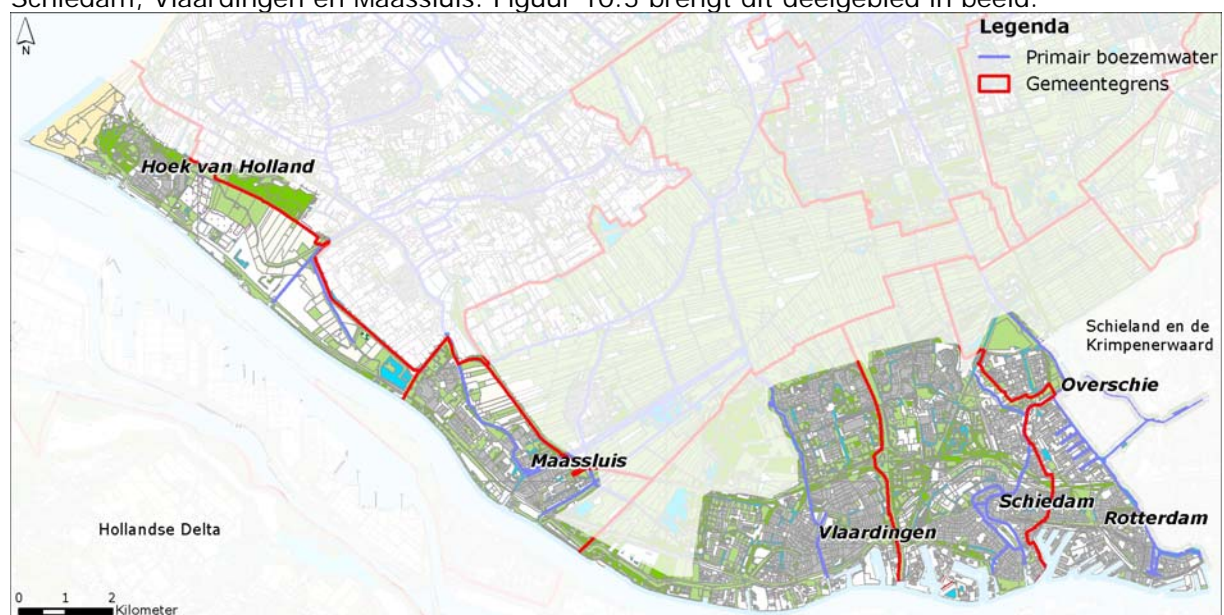 Schiedam, Vlaardingen en Maassluis. Figuur 10.5 brengt dit deelgebied in beeld.
N
Legenda
Primair boezemwater
Gemeentegrens
Hoek van Holland
Schieland en de
Krimpenerwaard
Overschie
Maassluis
Schiedam
Rotterdam
Vlaardingen
Hollandse Delta
0 1 2
Kilometer